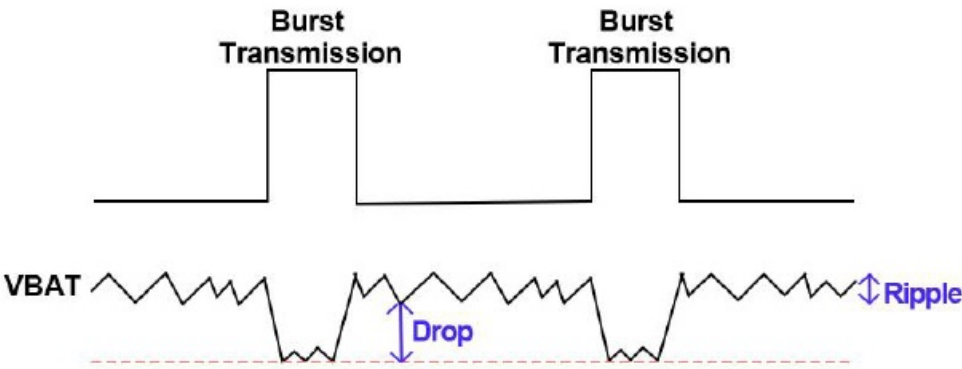 Burst
Transmission
Burst
Transmission
VBAT
Ripple
Drop